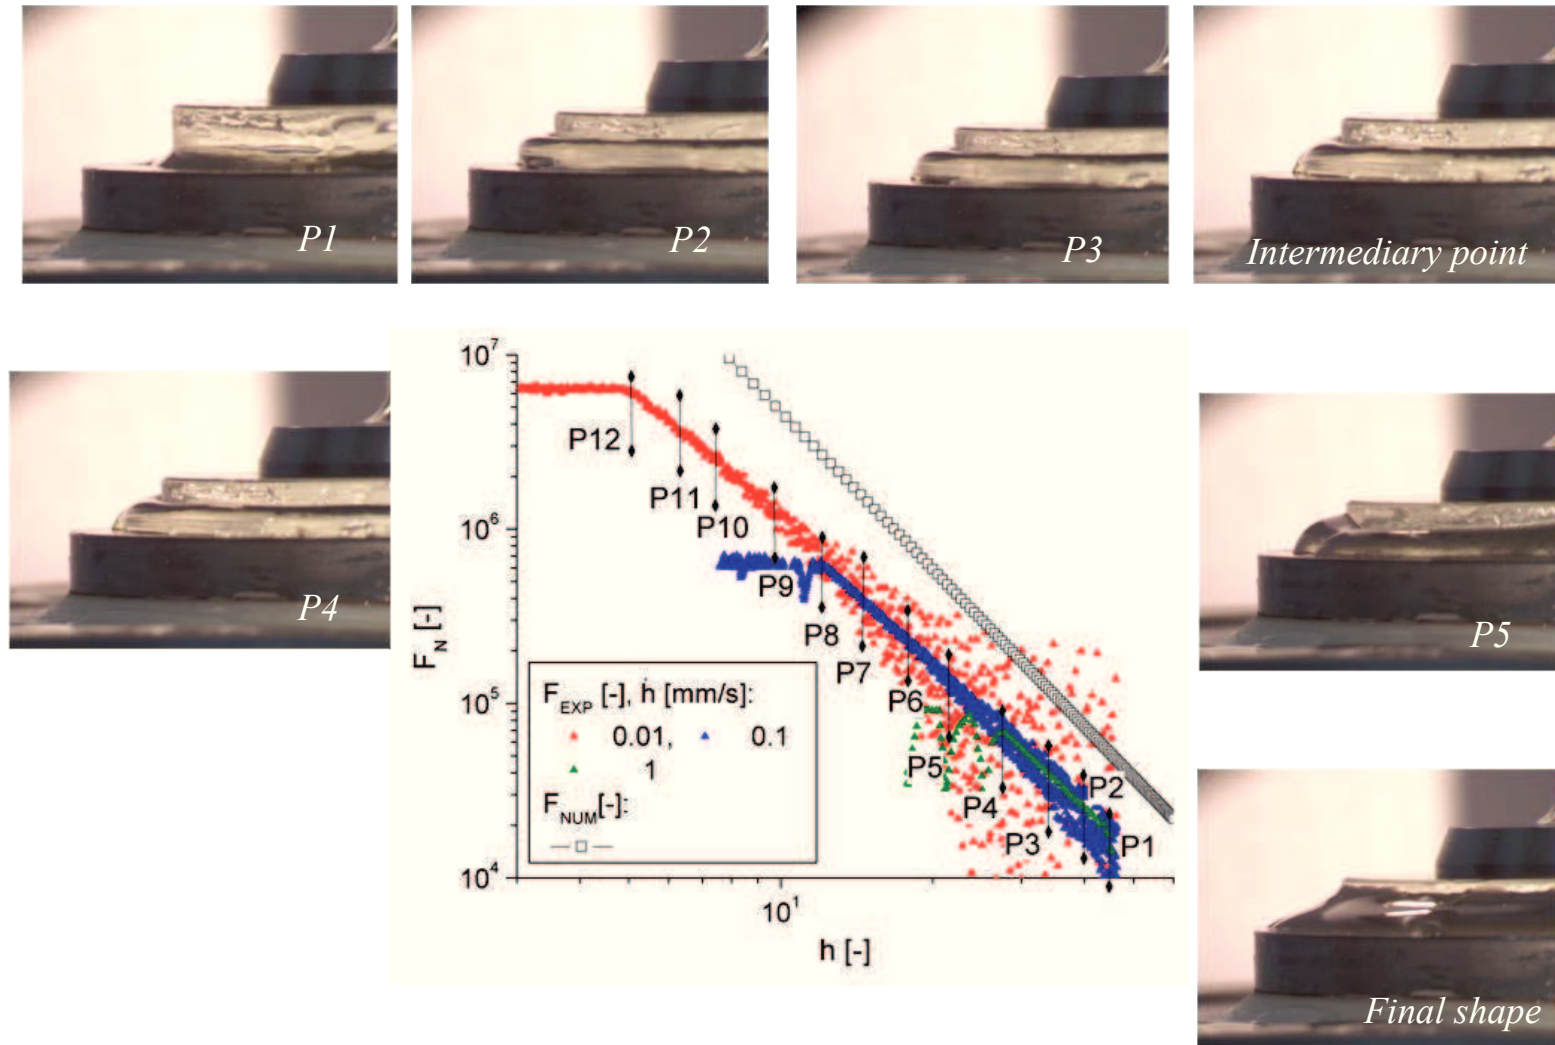 P1
P2
P3
Intermediary point
P4
P5
Final shape
10⁷
10⁶
10⁵
10⁴
F_N [-]
P12
P11
P10
P9
P8
P7
P6
P5
P4
P3
P2
P1
F_EXP [-], h [mm/s]:
0.01, 0.1
1
F_NUM[-]:
10¹
h [-]